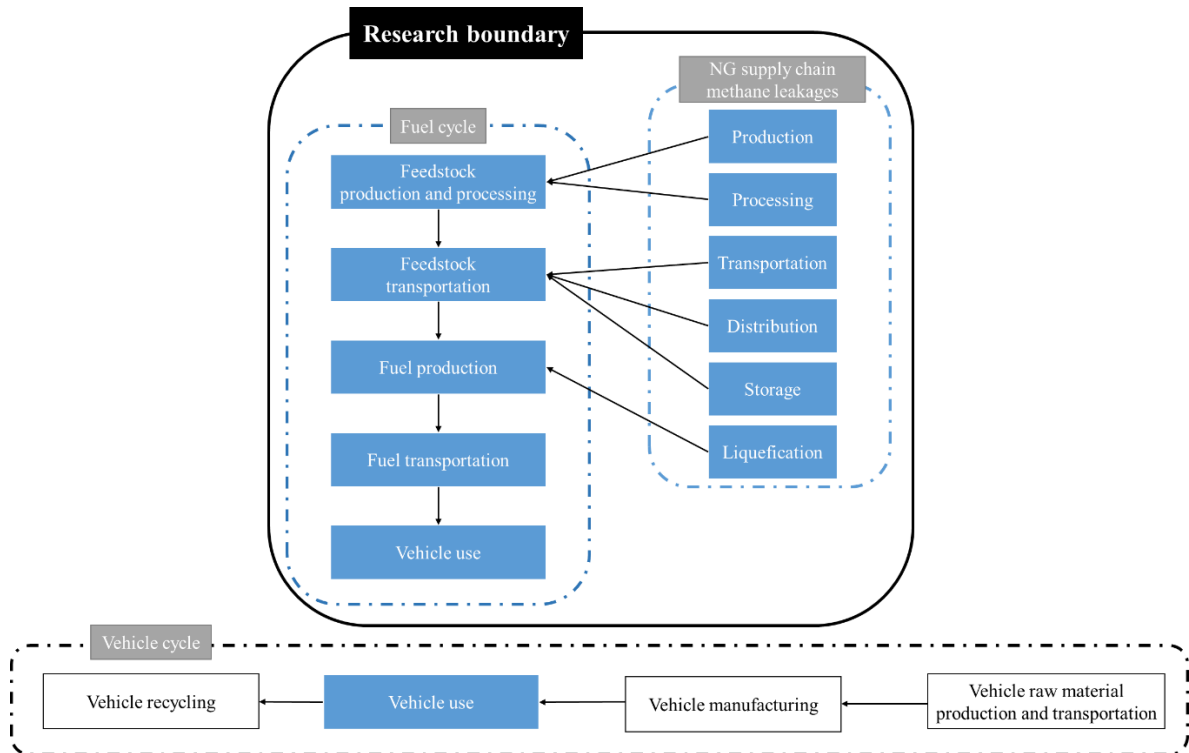 Research boundary
NG supply chain
methane leakages
Fuel cycle
Production
Feedstock
production and processing
Processing
Feedstock
transportation
Transportation
Distribution
Fuel production
Storage
Fuel transportation
Liquefication
Vehicle use
Vehicle cycle
Vehicle recycling
Vehicle use
Vehicle manufacturing
Vehicle raw material
production and transportation